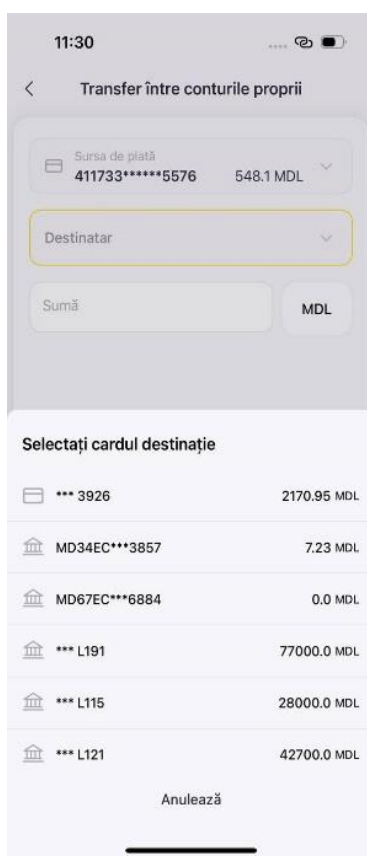 11:30
Transfer între conturile proprii
Sursa de plată
411733******5576 548.1 MDL
Destinatar
Sumă MDL
Selectați cardul destinație
*** 3926 2170.95 MDL
MD34EC***3857 7.23 MDL
MD67EC***6884 0.0 MDL
*** L191 77000.0 MDL
*** L115 28000.0 MDL
*** L121 42700.0 MDL
Anulează